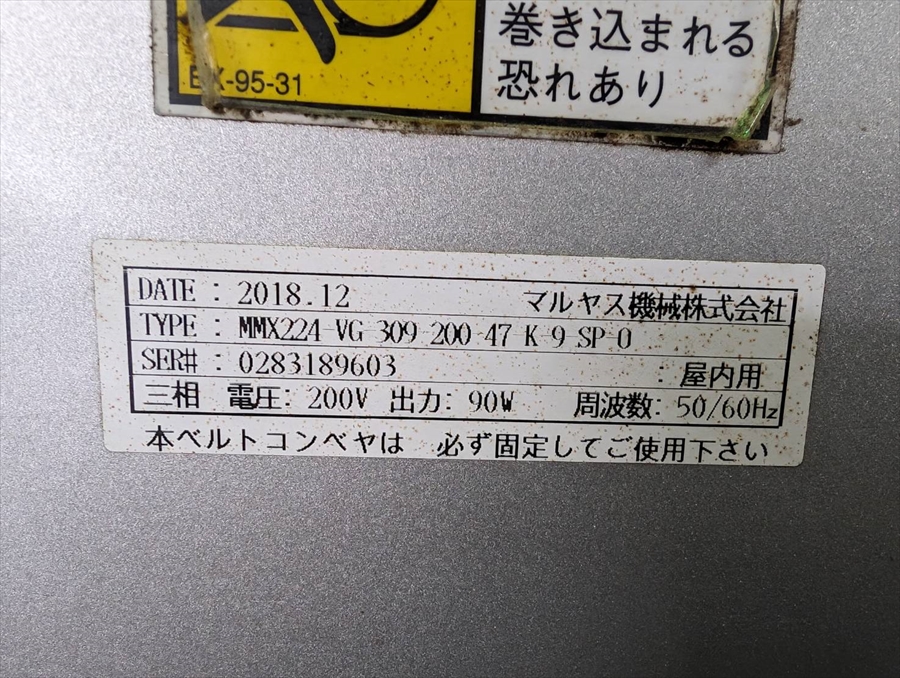 巻き込まれる
恐れあり
-95-31
DATE : 2018.12 マルヤス機械株式会社
TYPE : MMX224-VG-309-200-47-K-9-SP-0
SER# : 0283189603 屋内用
三相 電圧: 200V 出力: 90W 周波数: 50/60Hz
本ベルトコンベヤは 必ず固定してご使用下さい